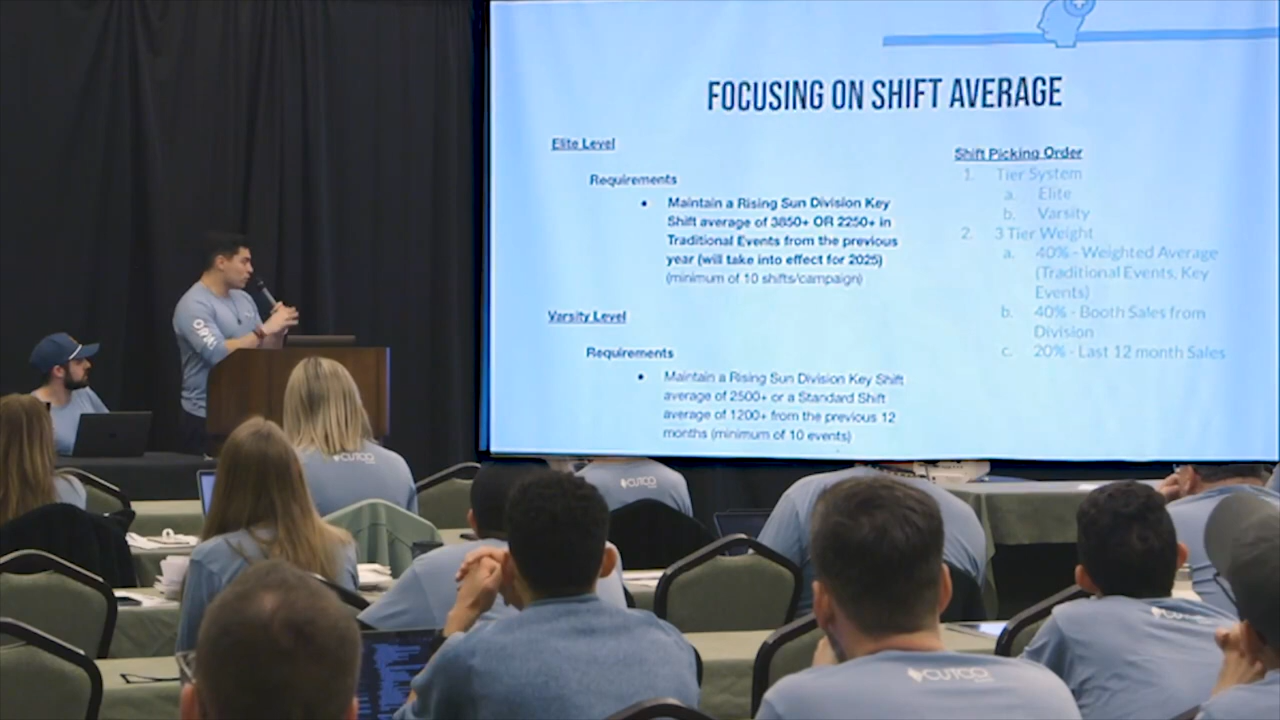 FOCUSING ON SHIFT AVERAGE
Elite Level
Requirements
• Maintain a Rising Sun Division Key
Shift average of 3850+ OR 2250+ in
Traditional Events from the previous
year (will take into effect for 2025)
(minimum of 10 shifts/campaign)
Varsity Level
Requirements
• Maintain a Rising Sun Division Key Shift
average of 2500+ or a Standard Shift
average of 1200+ from the previous 12
months (minimum of 10 events)
Shift Picking Order
1. Tier System
a. Elite
b. Varsity
2. 3 Tier Weight
a. 40% - Weighted Average
(Traditional Events, Key
Events)
b. 40% - Booth Sales from
Division
c. 20% - Last 12 month Sales
CUTCO
CUTCO
CUTCO
CUTCO